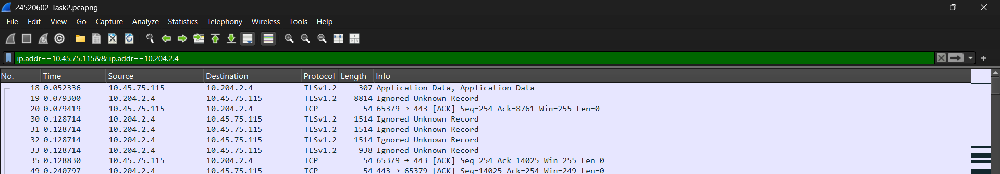 24520602-Task2.pcapng
File Edit View Go Capture Analyze Statistics Telephony Wireless Tools Help
ip.addr==10.45.75.115&& ip.addr==10.204.2.4
No. Time Source Destination Protocol Length Info
18 0.052336 10.45.75.115 10.204.2.4 TLSv1.2 307 Application Data, Application Data
19 0.079300 10.204.2.4 10.45.75.115 TLSv1.2 8814 Ignored Unknown Record
20 0.079419 10.45.75.115 10.204.2.4 TCP 54 65379 → 443 [ACK] Seq=254 Ack=8761 Win=255 Len=0
30 0.128714 10.204.2.4 10.45.75.115 TLSv1.2 1514 Ignored Unknown Record
31 0.128714 10.204.2.4 10.45.75.115 TLSv1.2 1514 Ignored Unknown Record
32 0.128714 10.204.2.4 10.45.75.115 TLSv1.2 1514 Ignored Unknown Record
33 0.128714 10.204.2.4 10.45.75.115 TLSv1.2 938 Ignored Unknown Record
35 0.128830 10.45.75.115 10.204.2.4 TCP 54 65379 → 443 [ACK] Seq=254 Ack=14025 Win=255 Len=0
49 0.240797 10.204.2.4 10.45.75.115 TCP 54 443 → 65379 [ACK] Seq=14025 Ack=254 Win=249 Len=0